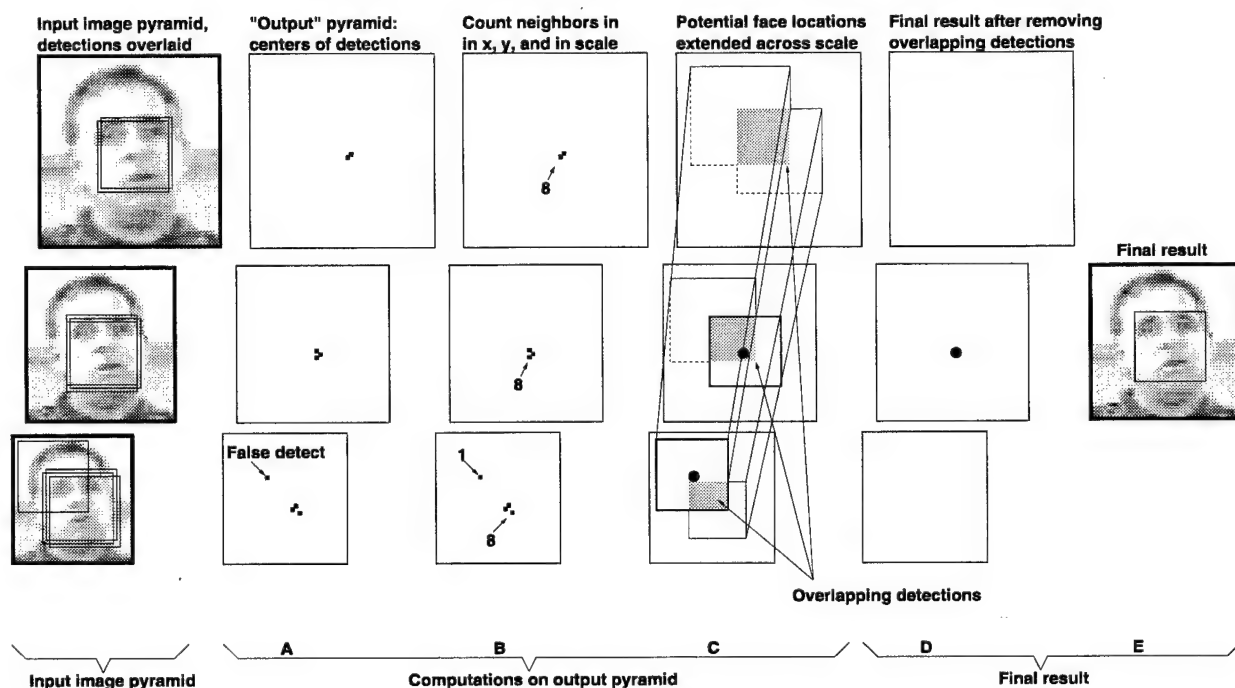 Input image pyramid,
detections overlaid
"Output" pyramid:
centers of detections
Count neighbors in
in x, y, and in scale
Potential face locations
extended across scale
Final result after removing
overlapping detections
8
8
Final result
False detect
1
8
Overlapping detections
A
B
C
D
E
Input image pyramid
Computations on output pyramid
Final result